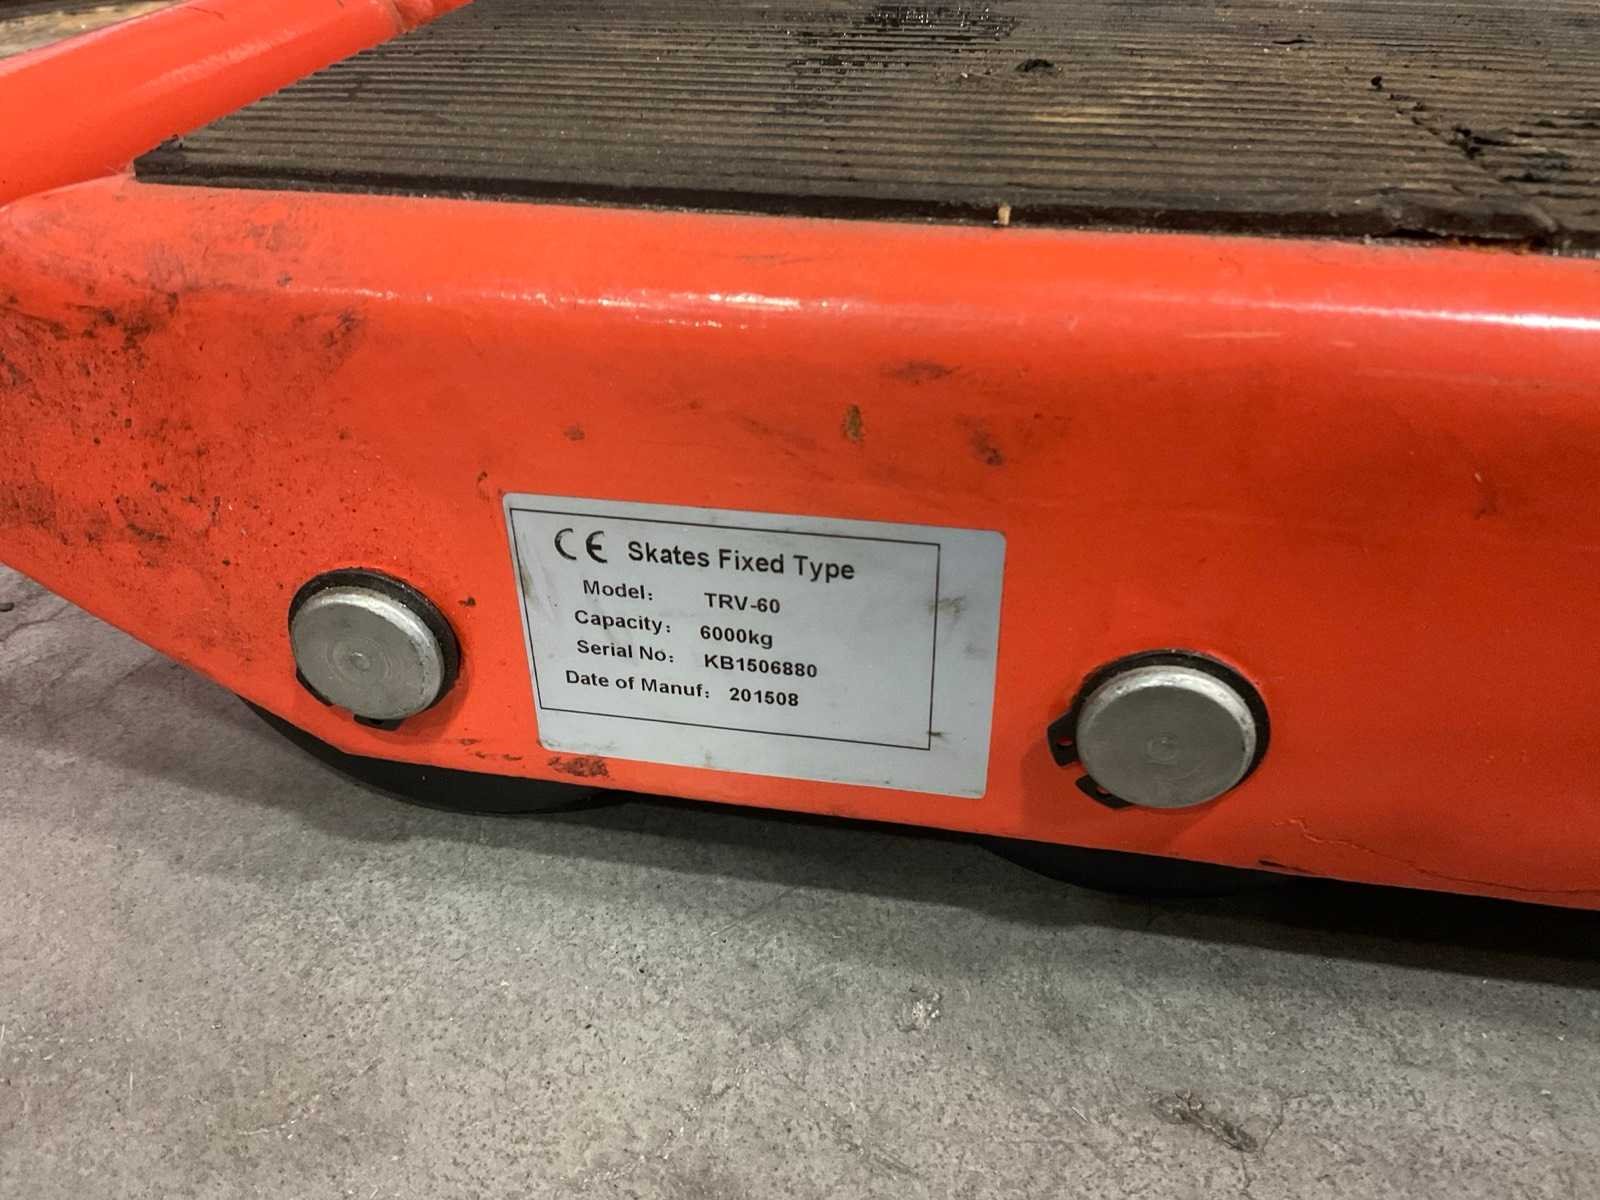 CE Skates Fixed Type
Model: TRV-60
Capacity: 6000kg
Serial No: KB1506880
Date of Manuf: 201508